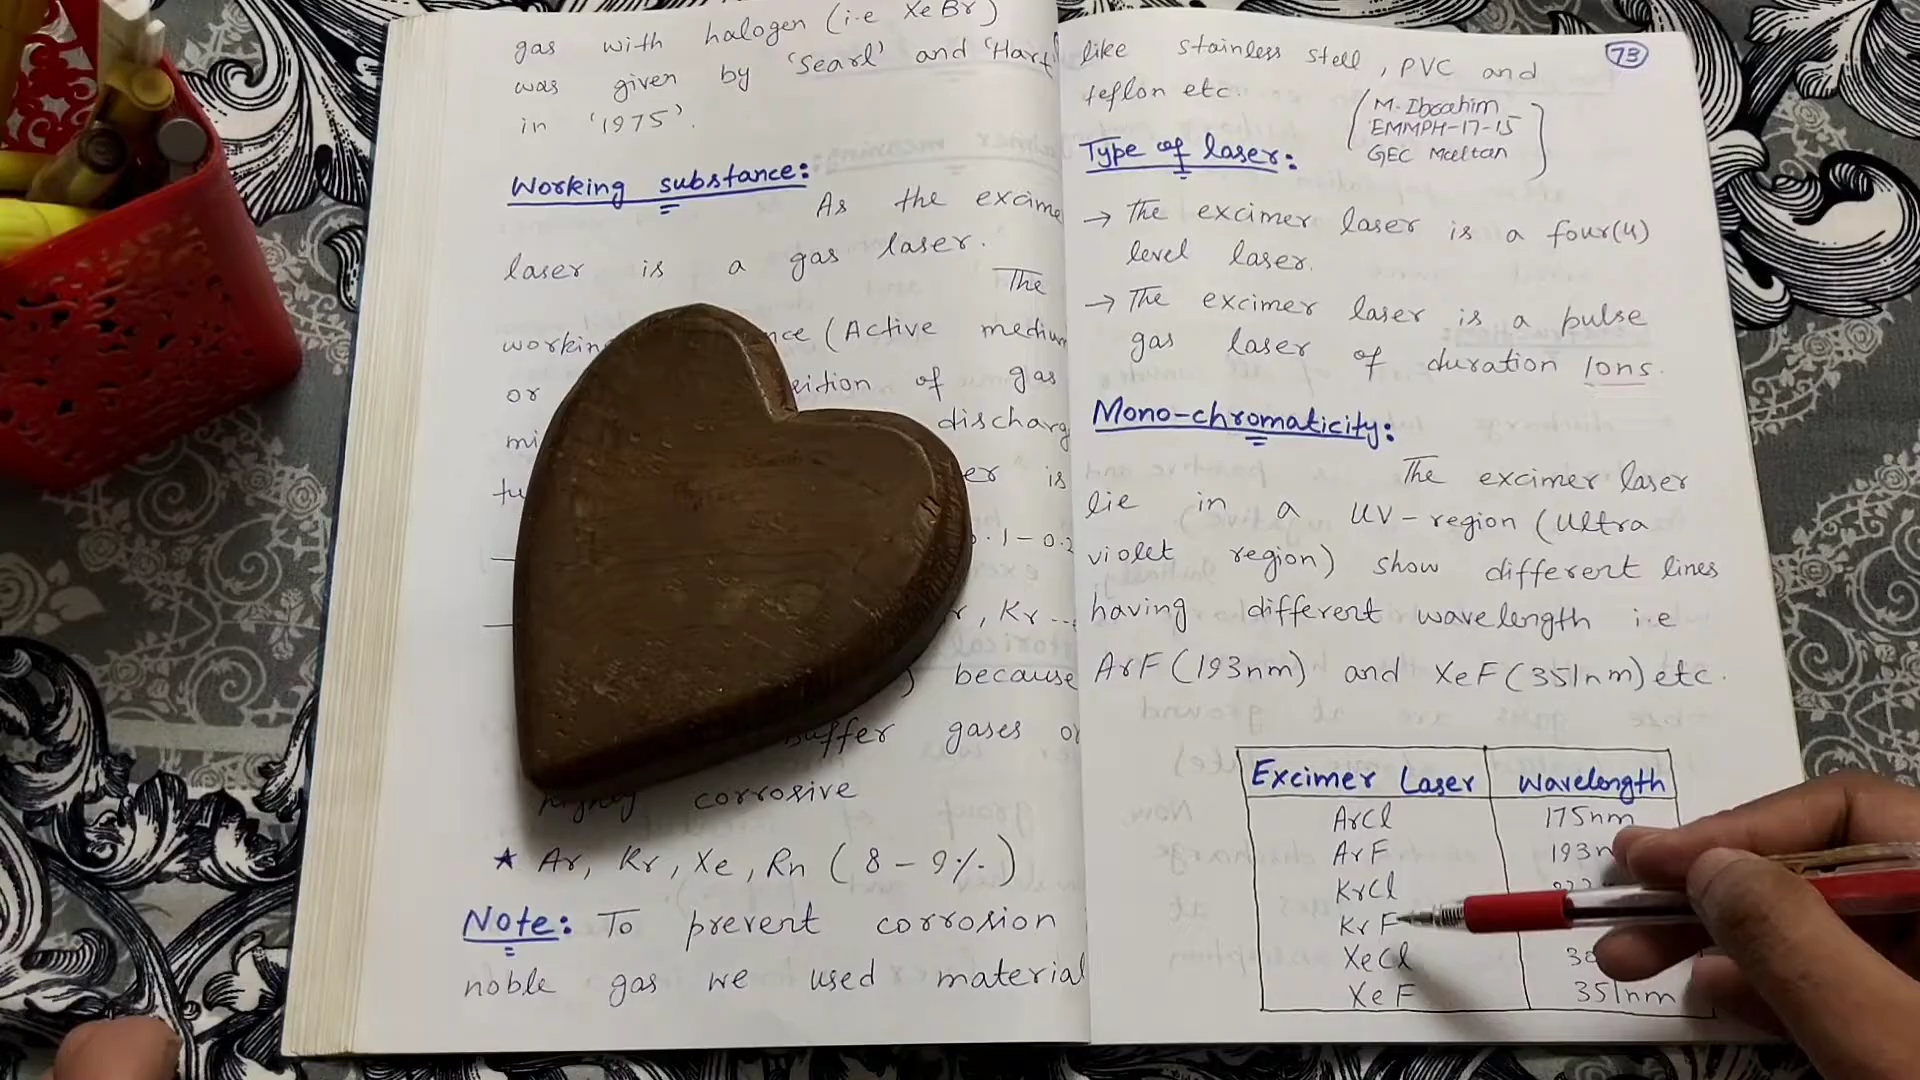 gas with halogen (i.e XeBr)
was given by 'Searl' and 'Hart
in '1975'.
Working substance:
As the excime
laser is a gas laser.
The
(Active medium
or of gas
discharg
is
0.1-0.2
, Kr ...
) because
buffer gases or
highly corrosive
★ Ar, Kr, Xe, Rn (8-9%)
Note: To prevent corrosion
noble gas we used material
73
like stainless stell, PVC and
teflon etc.
(M. Ibrahim
EMMPH-17-15
GEC Multan)
Type of laser:
→ The excimer laser is a four(4)
level laser.
→ The excimer laser is a pulse
gas laser of duration 10ns.
Mono-chromaticity:
The excimer laser
lie in a UV-region (Ultra
violet region) show different lines
having different wavelength i.e
ArF(193nm) and XeF(351nm) etc.
Excimer Laser Wavelength
ArCl 175nm
ArF 193n
KrCl
KrF
XeCl
XeF 351nm